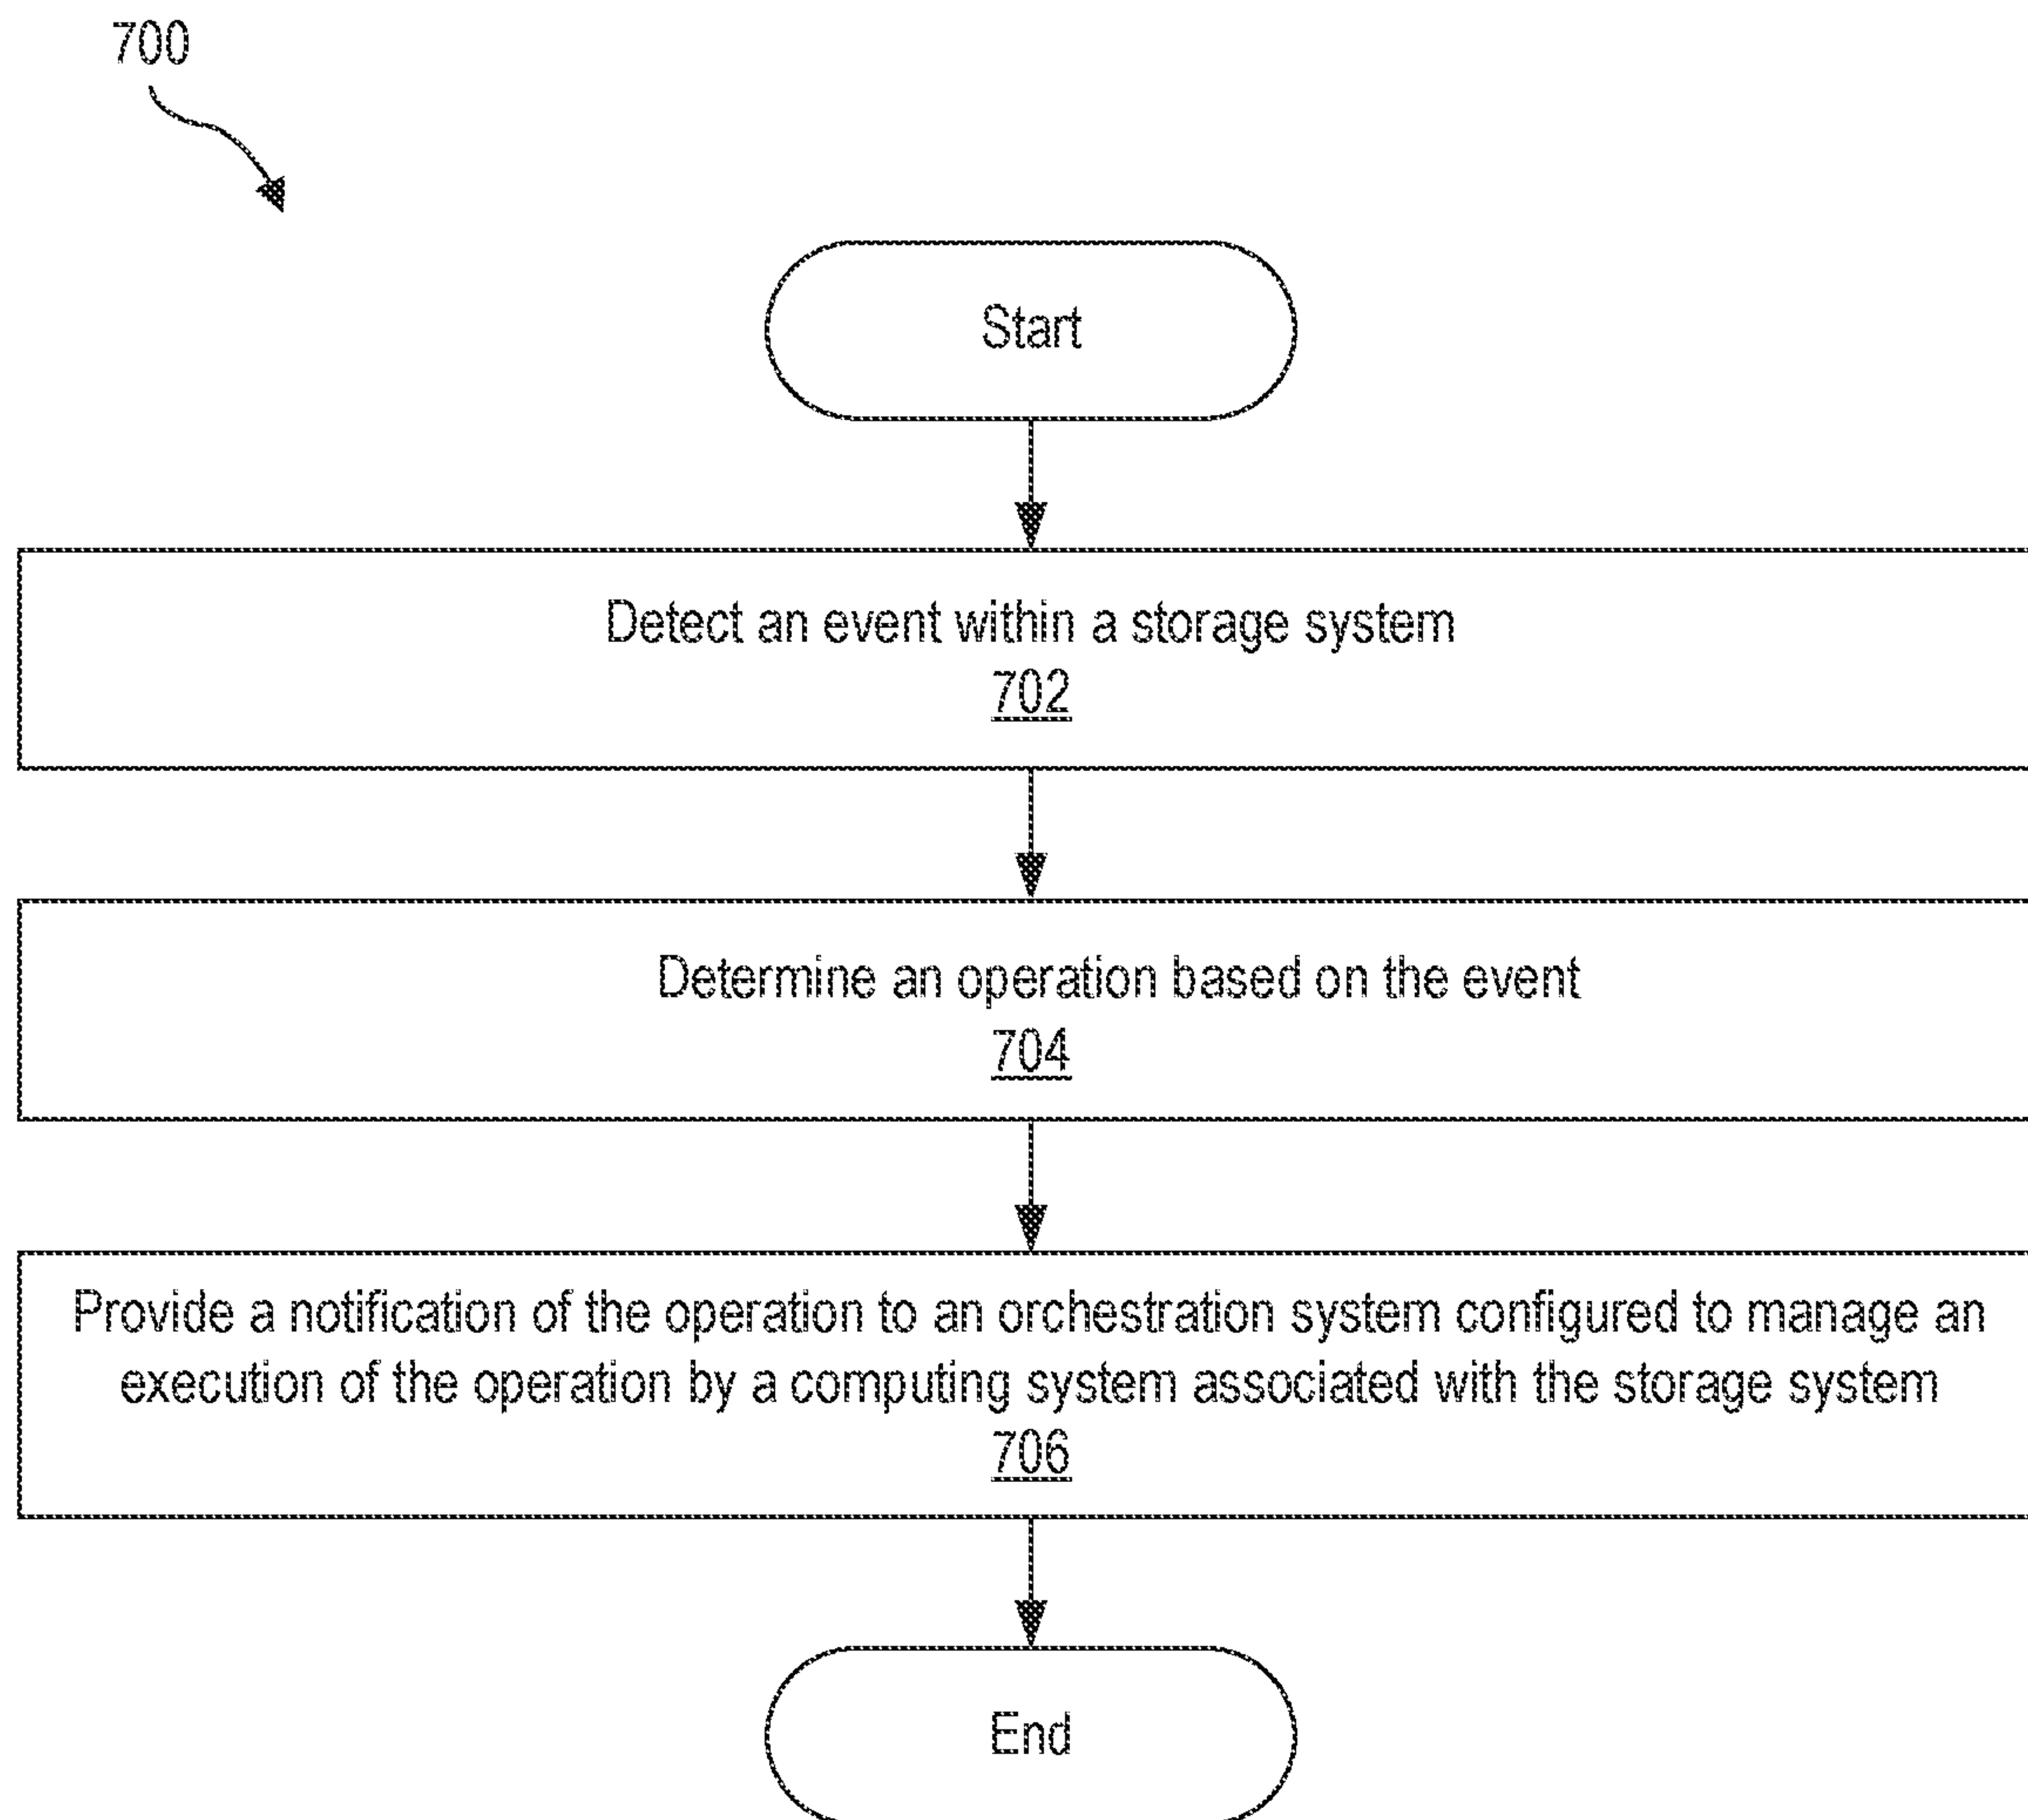 700
Start
Detect an event within a storage system
702
Determine an operation based on the event
704
Provide a notification of the operation to an orchestration system configured to manage an
execution of the operation by a computing system associated with the storage system
706
End